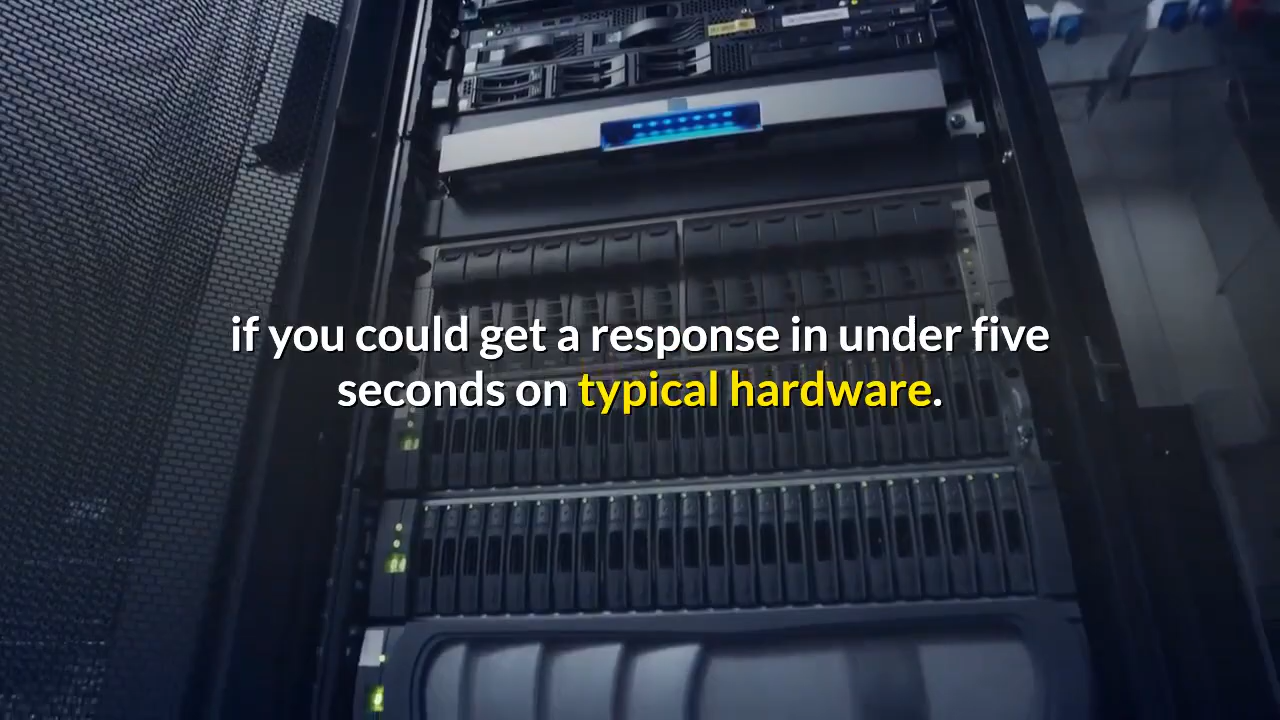 if you could get a response in under five
seconds on typical hardware.